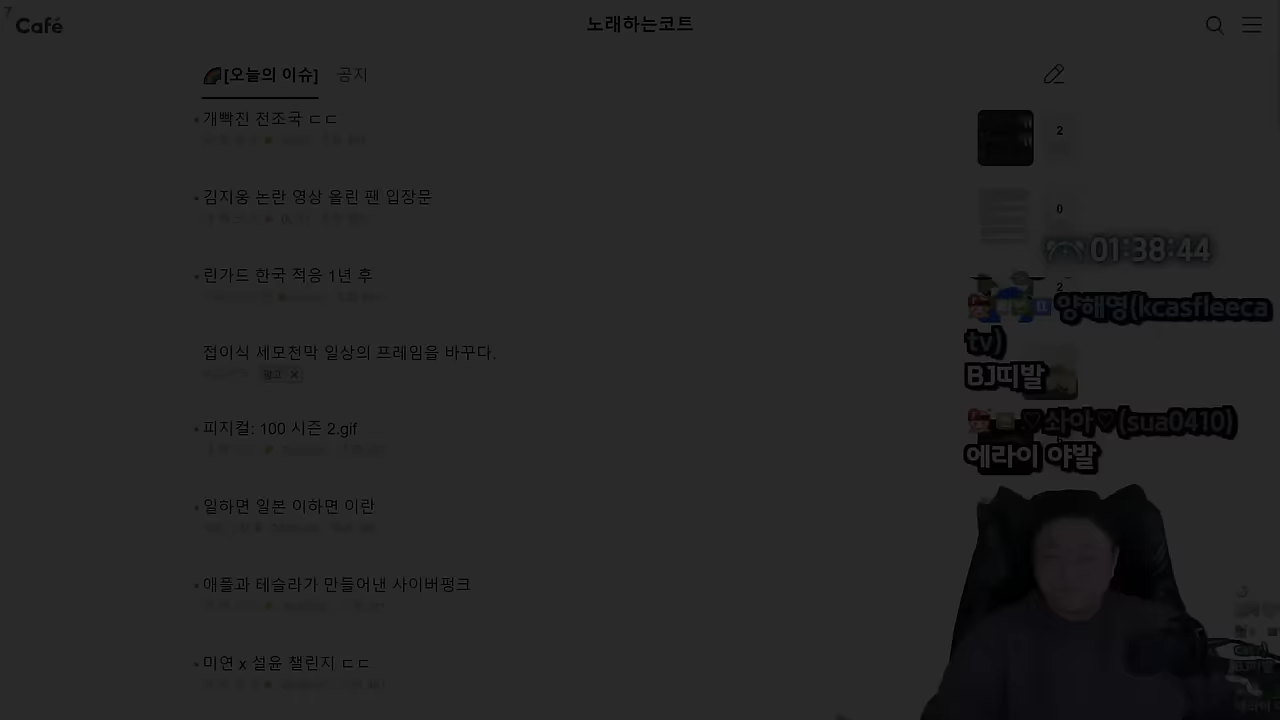 7
Café
노래하는코트
[오늘의 이슈] 공지
개빡친 천조국 ㄷㄷ
2
김지웅 논란 영상 올린 팬 입장문
0
01:38:44
린가드 한국 적응 1년 후
2
양해영(kcasfleeca
tv)
BJ띠발
접이식 세모천막 일상의 프레임을 바꾸다.
광고 ×
♡솨아♡(sua0410)
에라이 야발
피지컬: 100 시즌 2.gif
일하면 일본 이하면 이란
애플과 테슬라가 만들어낸 사이버펑크
미연 x 설윤 챌린지 ㄷㄷ